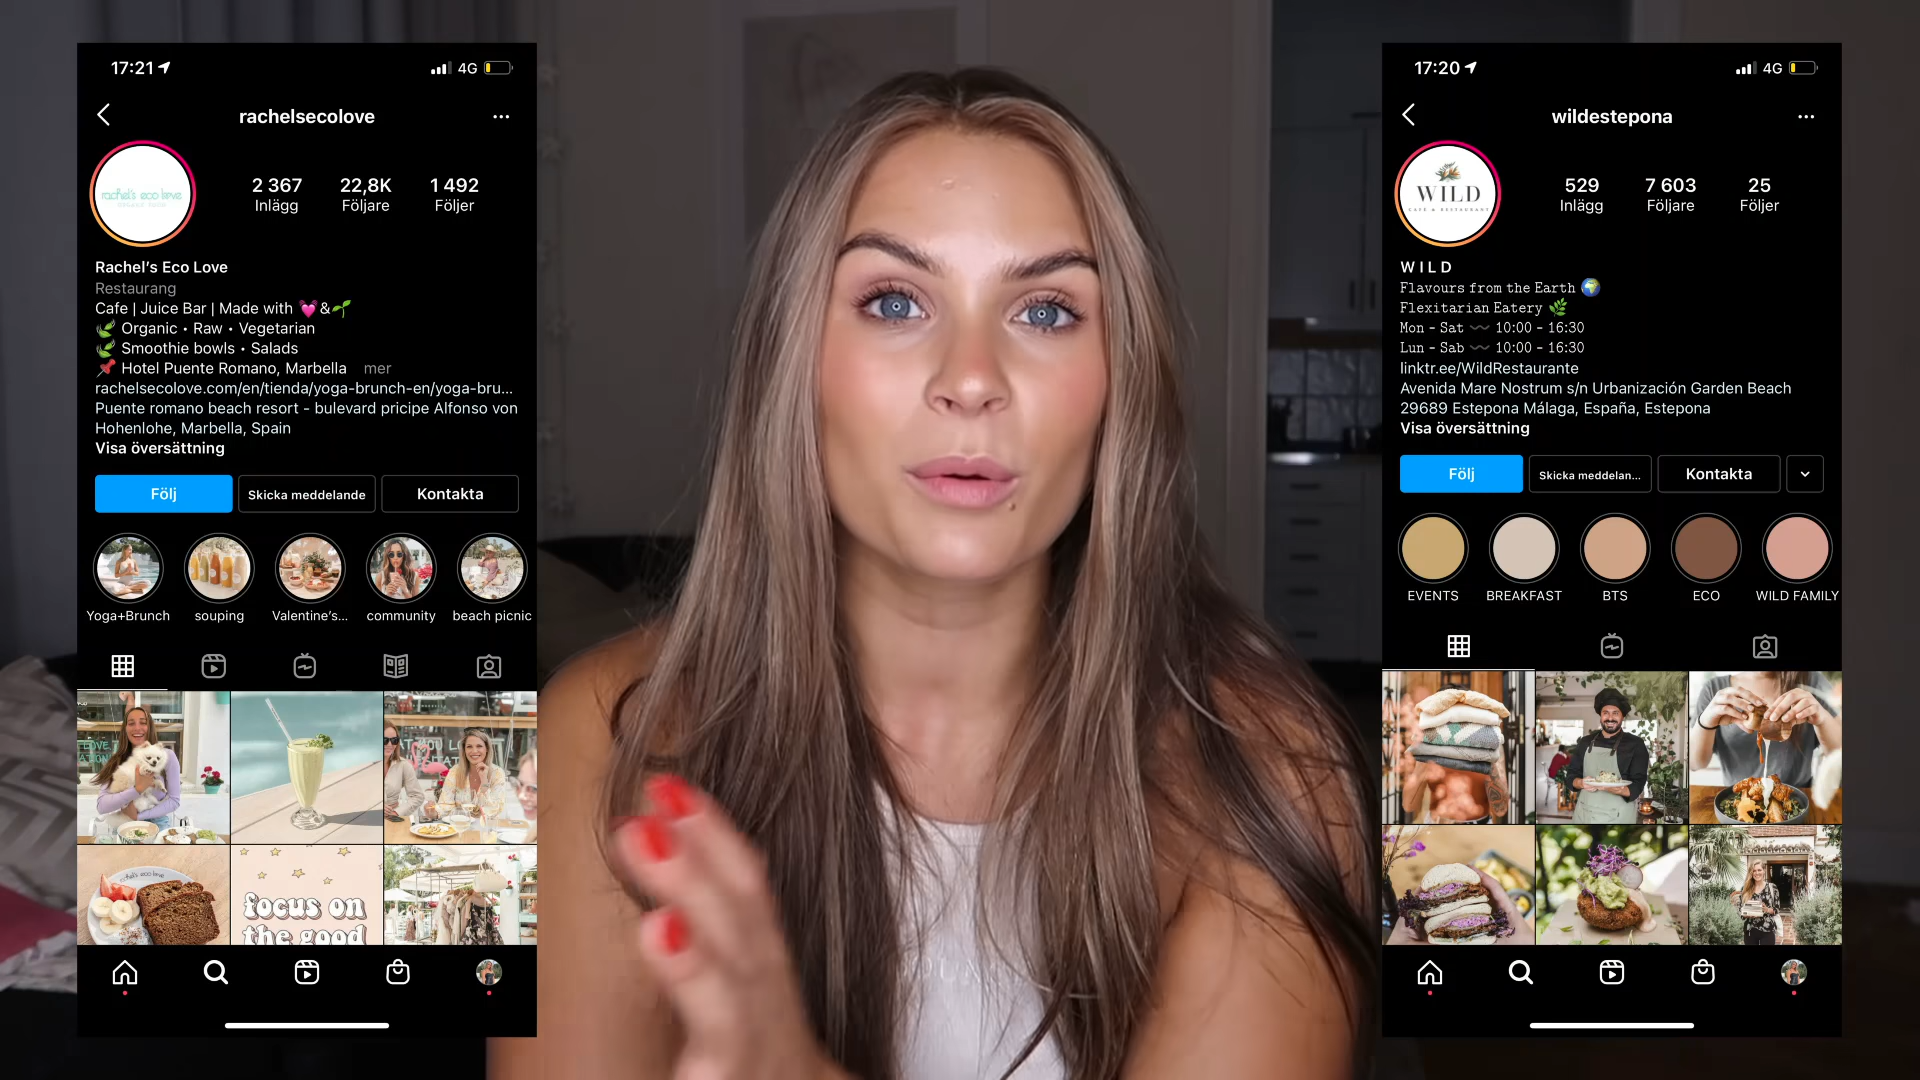 17:21
4G
rachelsecolove
rachel's eco love
2 367
22,8K
1 492
Inlägg
Följare
Följer
Rachel's Eco Love
Restaurang
Cafe | Juice Bar | Made with 💓&🌱
🌿 Organic • Raw • Vegetarian
🌿 Smoothie bowls • Salads
📌 Hotel Puente Romano, Marbella mer
rachelsecolove.com/en/tienda/yoga-brunch-en/yoga-bru...
Puente romano beach resort - bulevard pricipe Alfonso von
Hohenlohe, Marbella, Spain
Visa översättning
Följ
Skicka meddelande
Kontakta
Yoga+Brunch
souping
Valentine's...
community
beach picnic
focus on
the good
17:20
4G
wildestepona
WILD
CAFÉ & RESTAURANT
529
7 603
25
Inlägg
Följare
Följer
W I L D
Flavours from the Earth 🌍
Flexitarian Eatery 🌿
Mon - Sat 〰 10:00 - 16:30
Lun - Sab 〰 10:00 - 16:30
linktr.ee/WildRestaurante
Avenida Mare Nostrum s/n Urbanización Garden Beach
29689 Estepona Málaga, España, Estepona
Visa översättning
Följ
Skicka meddelan...
Kontakta
EVENTS
BREAKFAST
BTS
ECO
WILD FAMILY